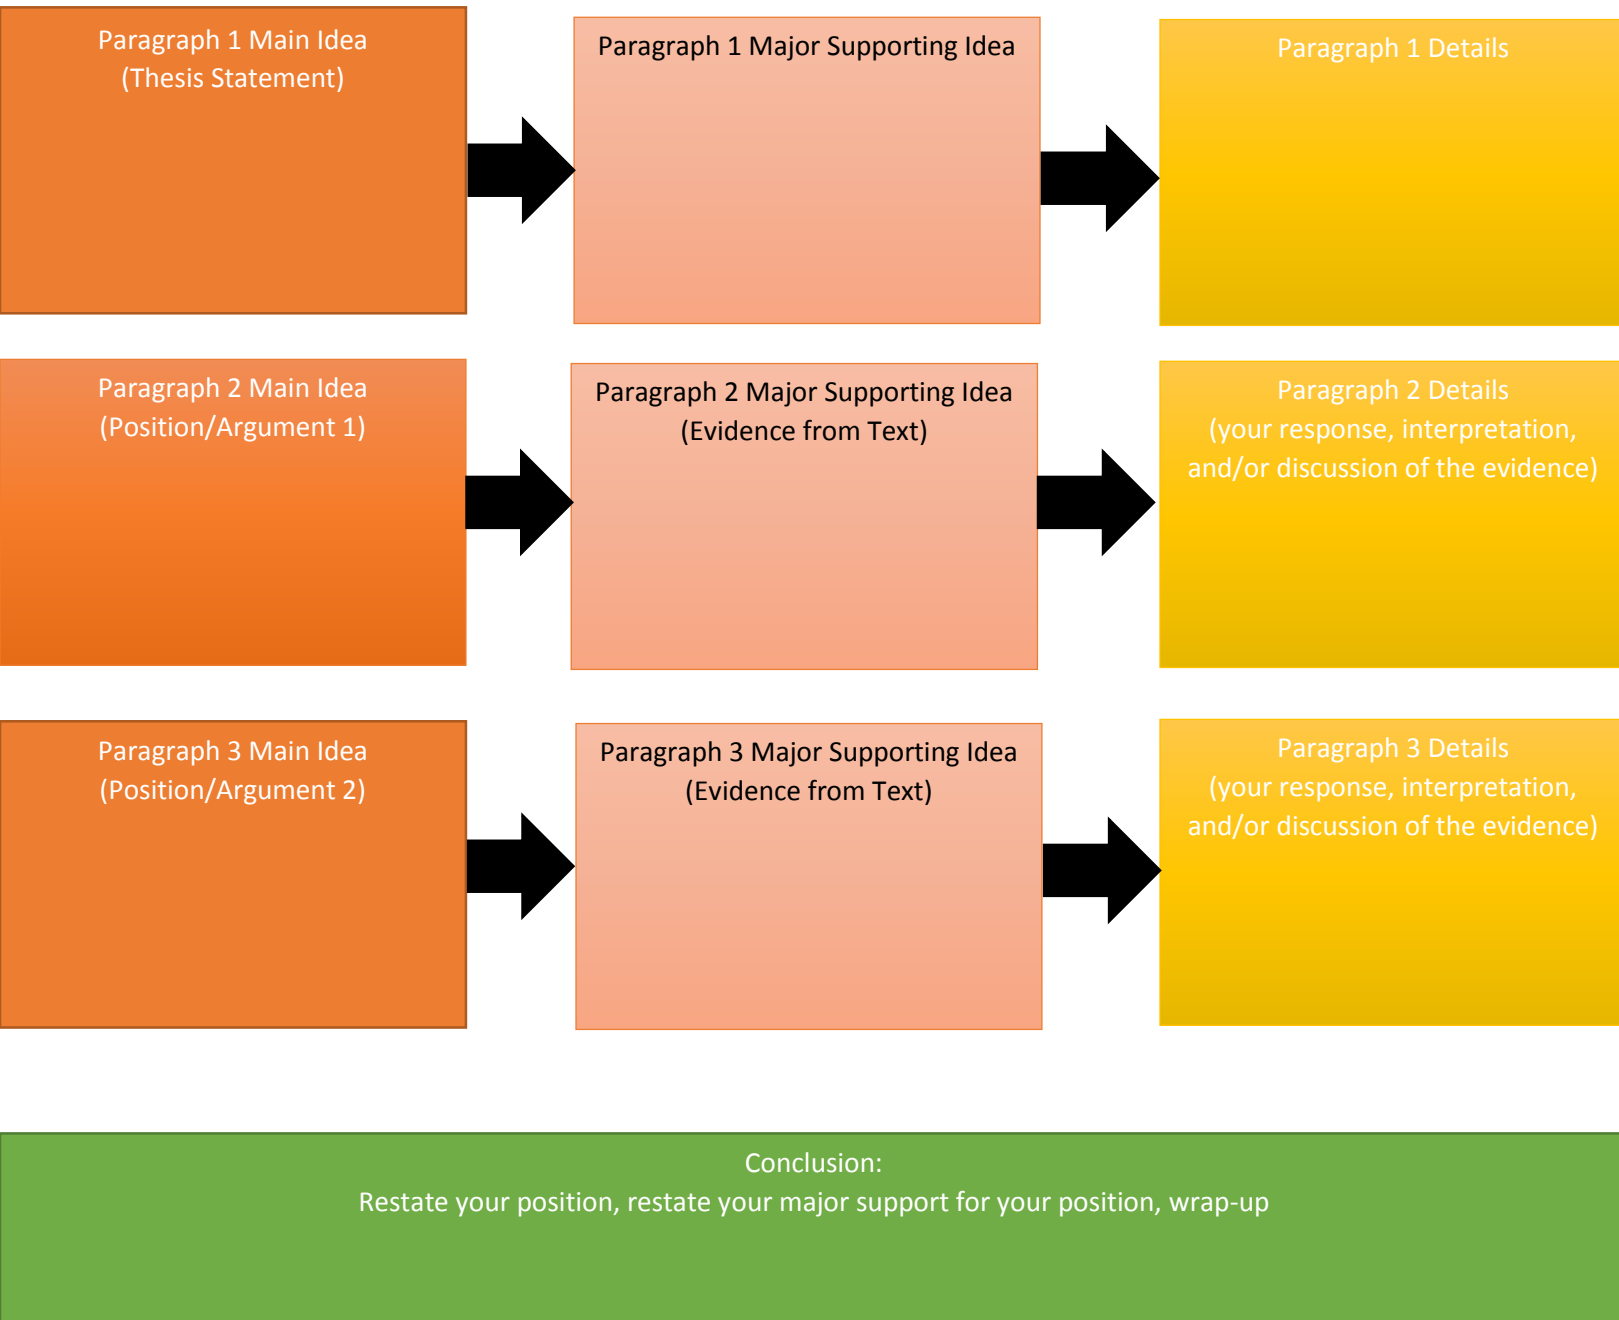 Paragraph 1 Main Idea
(Thesis Statement)
Paragraph 1 Major Supporting Idea
Paragraph 1 Details
Paragraph 2 Main Idea
(Position/Argument 1)
Paragraph 2 Major Supporting Idea
(Evidence from Text)
Paragraph 2 Details
(your response, interpretation,
and/or discussion of the evidence)
Paragraph 3 Main Idea
(Position/Argument 2)
Paragraph 3 Major Supporting Idea
(Evidence from Text)
Paragraph 3 Details
(your response, interpretation,
and/or discussion of the evidence)
Conclusion:
Restate your position, restate your major support for your position, wrap-up